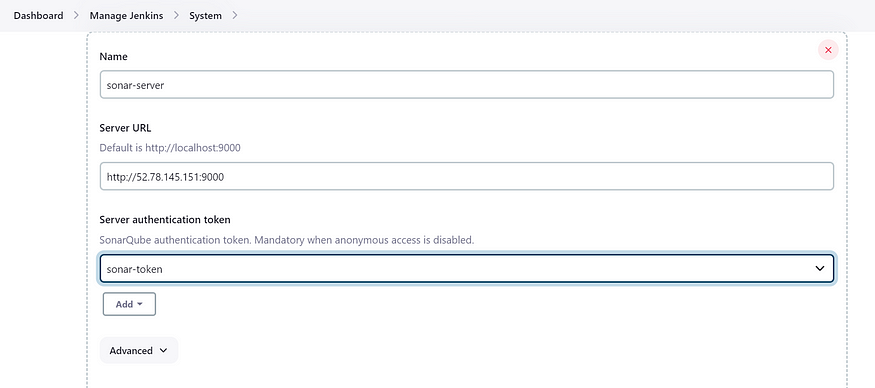 Dashboard > Manage Jenkins > System >
Name
sonar-server
Server URL
Default is http://localhost:9000
http://52.78.145.151:9000
Server authentication token
SonarQube authentication token. Mandatory when anonymous access is disabled.
sonar-token
Add
Advanced